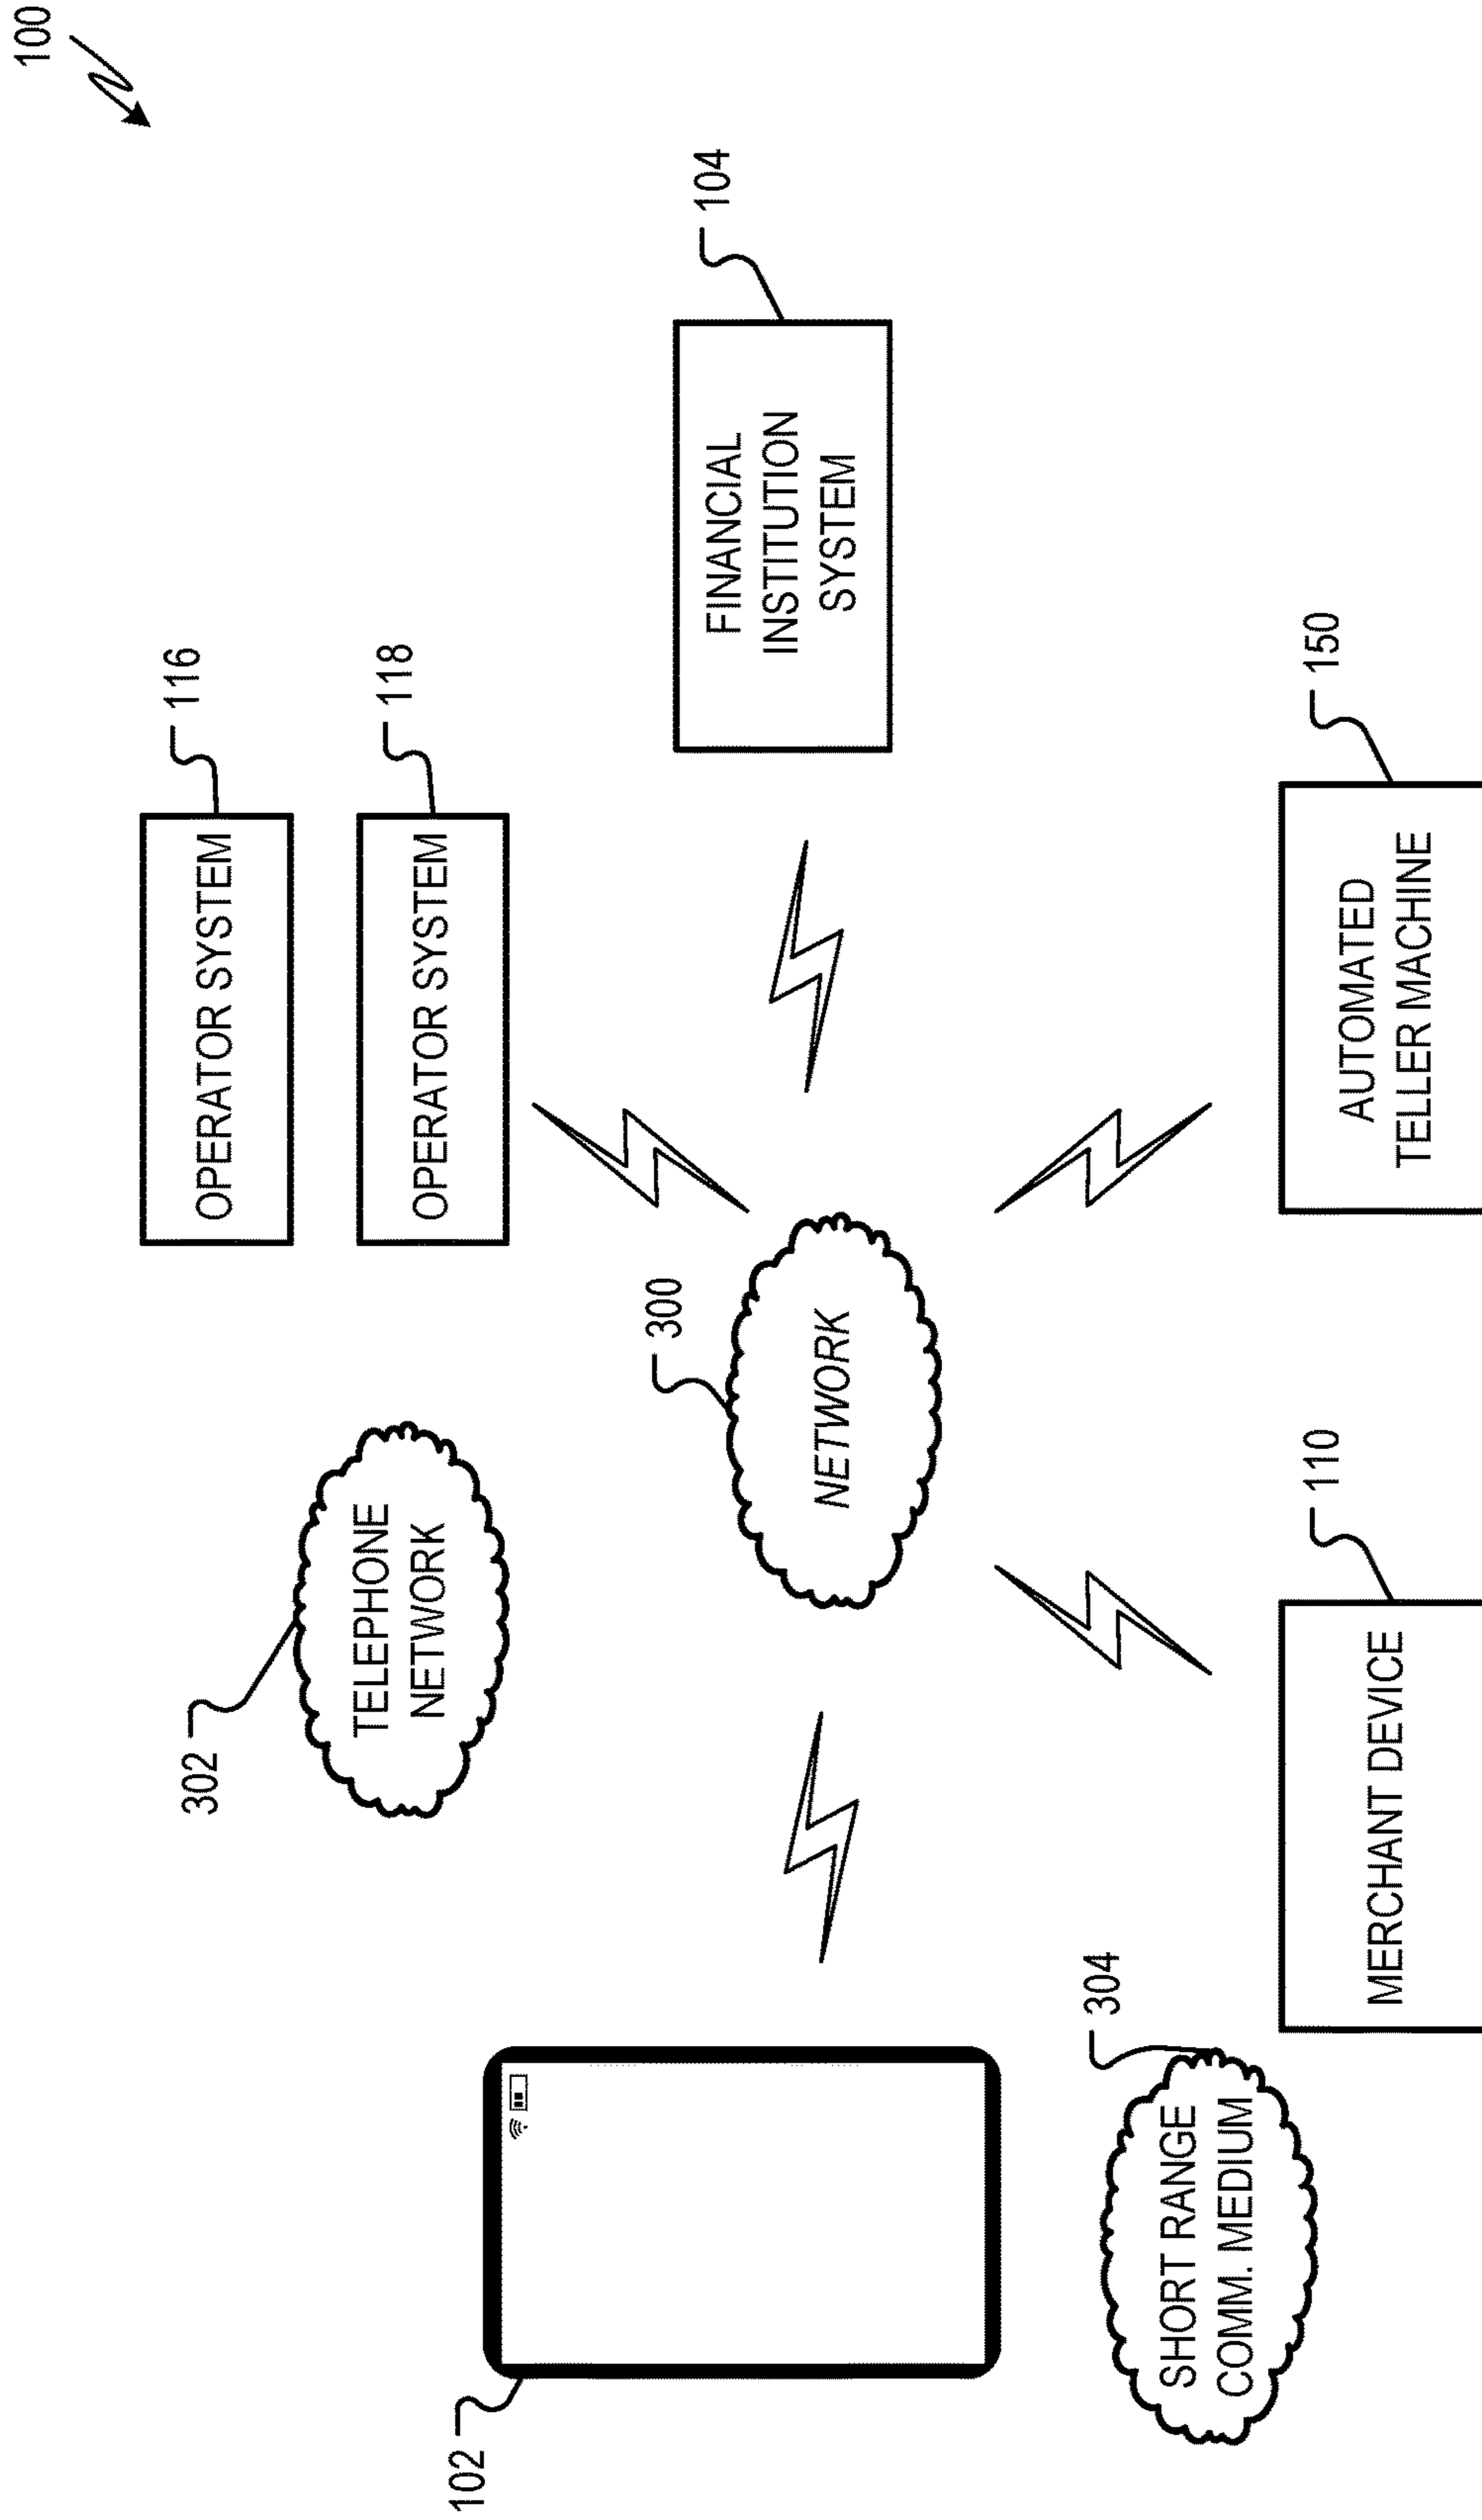 100
302
TELEPHONE
NETWORK
OPERATOR SYSTEM
116
OPERATOR SYSTEM
118
102
300
NETWORK
FINANCIAL
INSTITUTION
SYSTEM
104
304
SHORT RANGE
COMM. MEDIUM
MERCHANT DEVICE
110
AUTOMATED
TELLER MACHINE
150